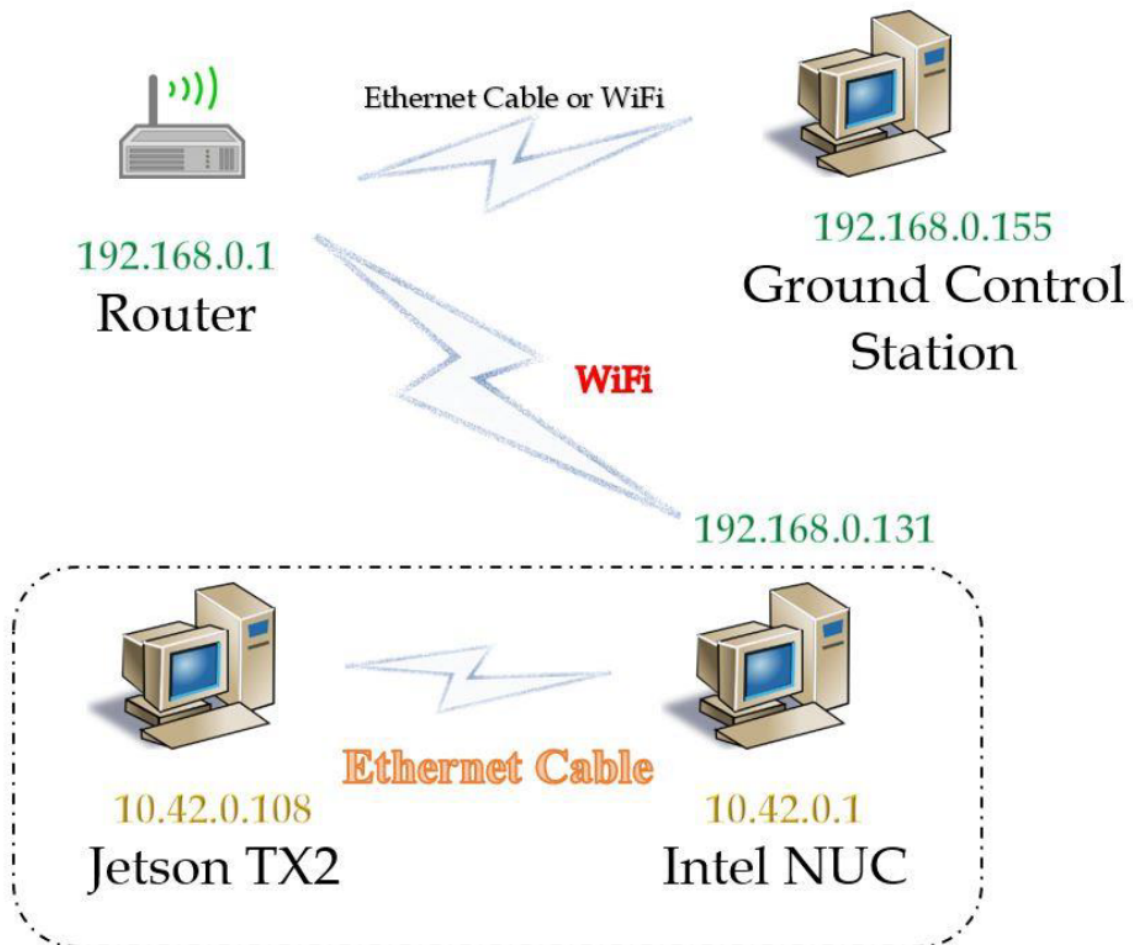 Ethernet Cable or WiFi
192.168.0.1
Router
192.168.0.155
Ground Control
Station
WiFi
192.168.0.131
Ethernet Cable
10.42.0.108
Jetson TX2
10.42.0.1
Intel NUC